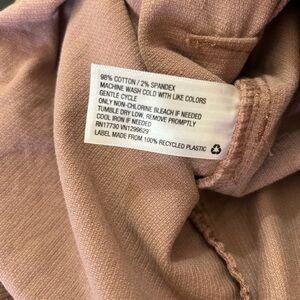 98% COTTON / 2% SPANDEX
MACHINE WASH COLD WITH LIKE COLORS
GENTLE CYCLE
ONLY NON-CHLORINE BLEACH IF NEEDED
TUMBLE DRY LOW, REMOVE PROMPTLY
COOL IRON IF NEEDED
RN17730 VN1299629
LABEL MADE FROM 100% RECYCLED PLASTIC